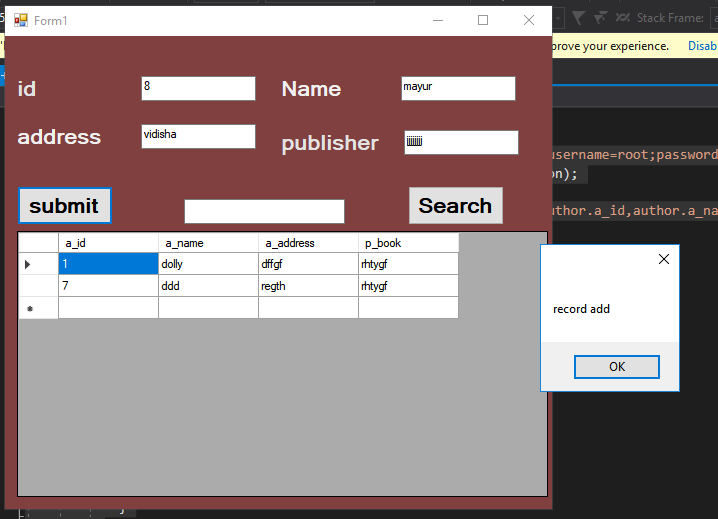 Form1
Stack Frame:
prove your experience.
Disab
id
8
Name
mayur
address
vidisha
publisher
username=root;password
on);
submit
Search
uthor.a_id,author.a_na
a_id a_name a_address p_book
1 dolly dffgf rhtygf
7 ddd regth rhtygf
record add
OK